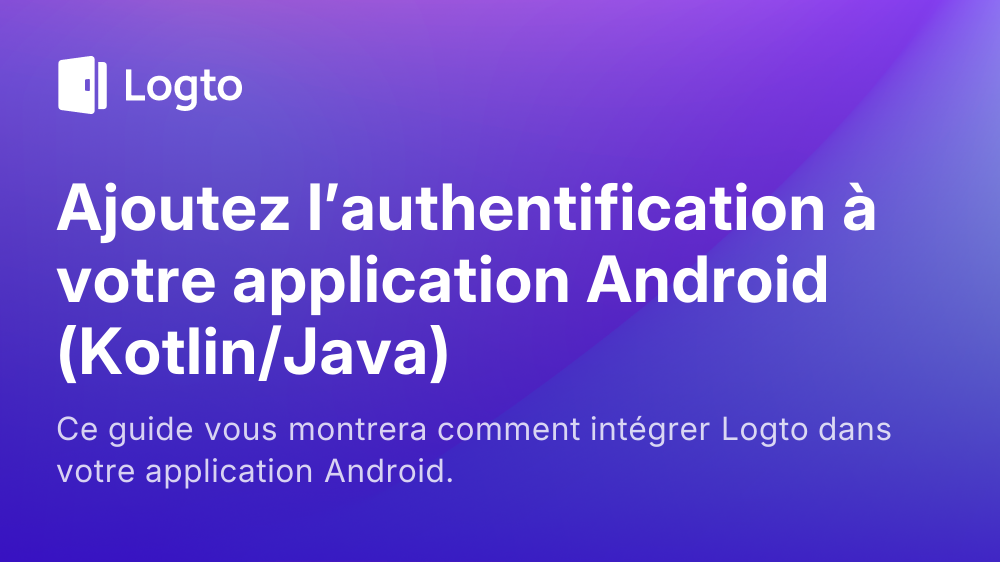 Logto
Ajoutez l’authentification à
votre application Android
(Kotlin/Java)
Ce guide vous montrera comment intégrer Logto dans
votre application Android.